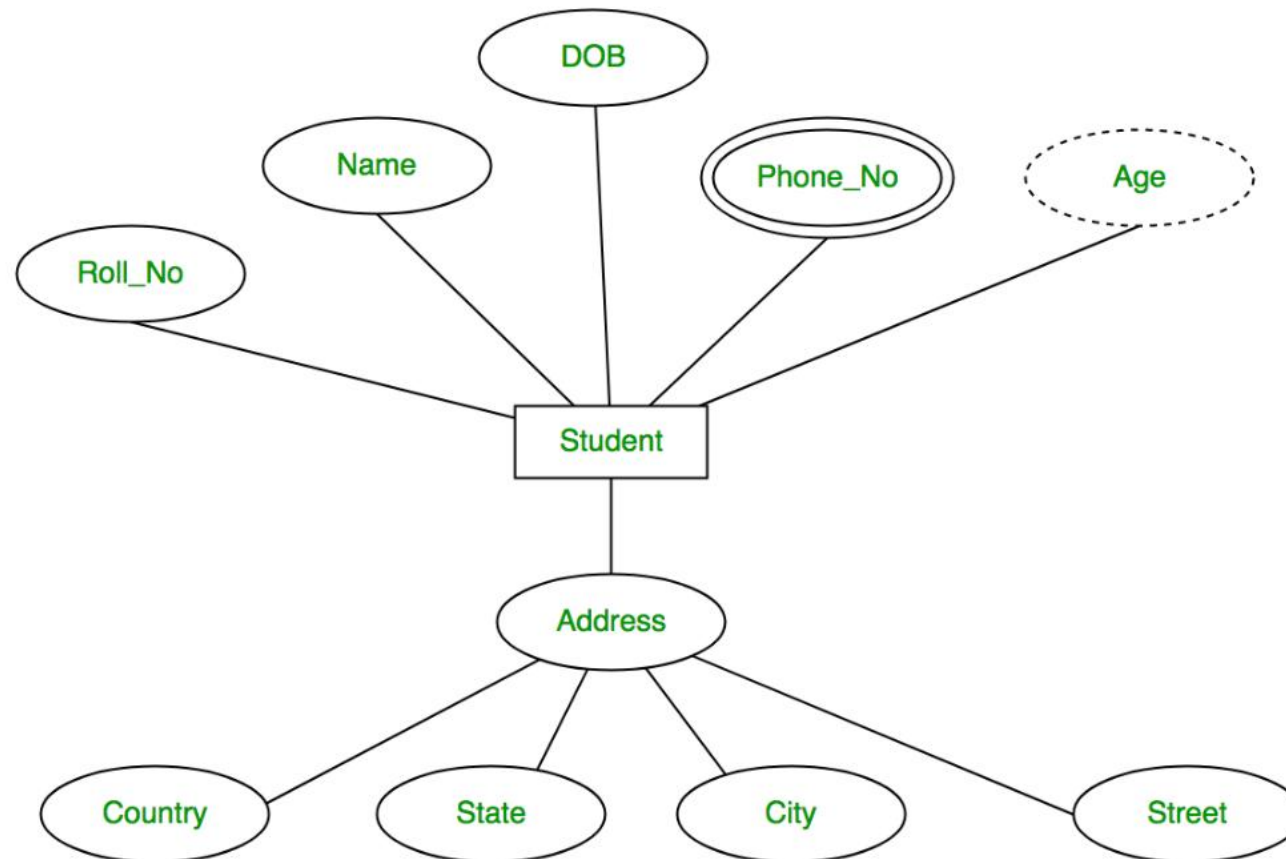 DOB
Name
Phone_No
Age
Roll_No
Student
Address
Country
State
City
Street